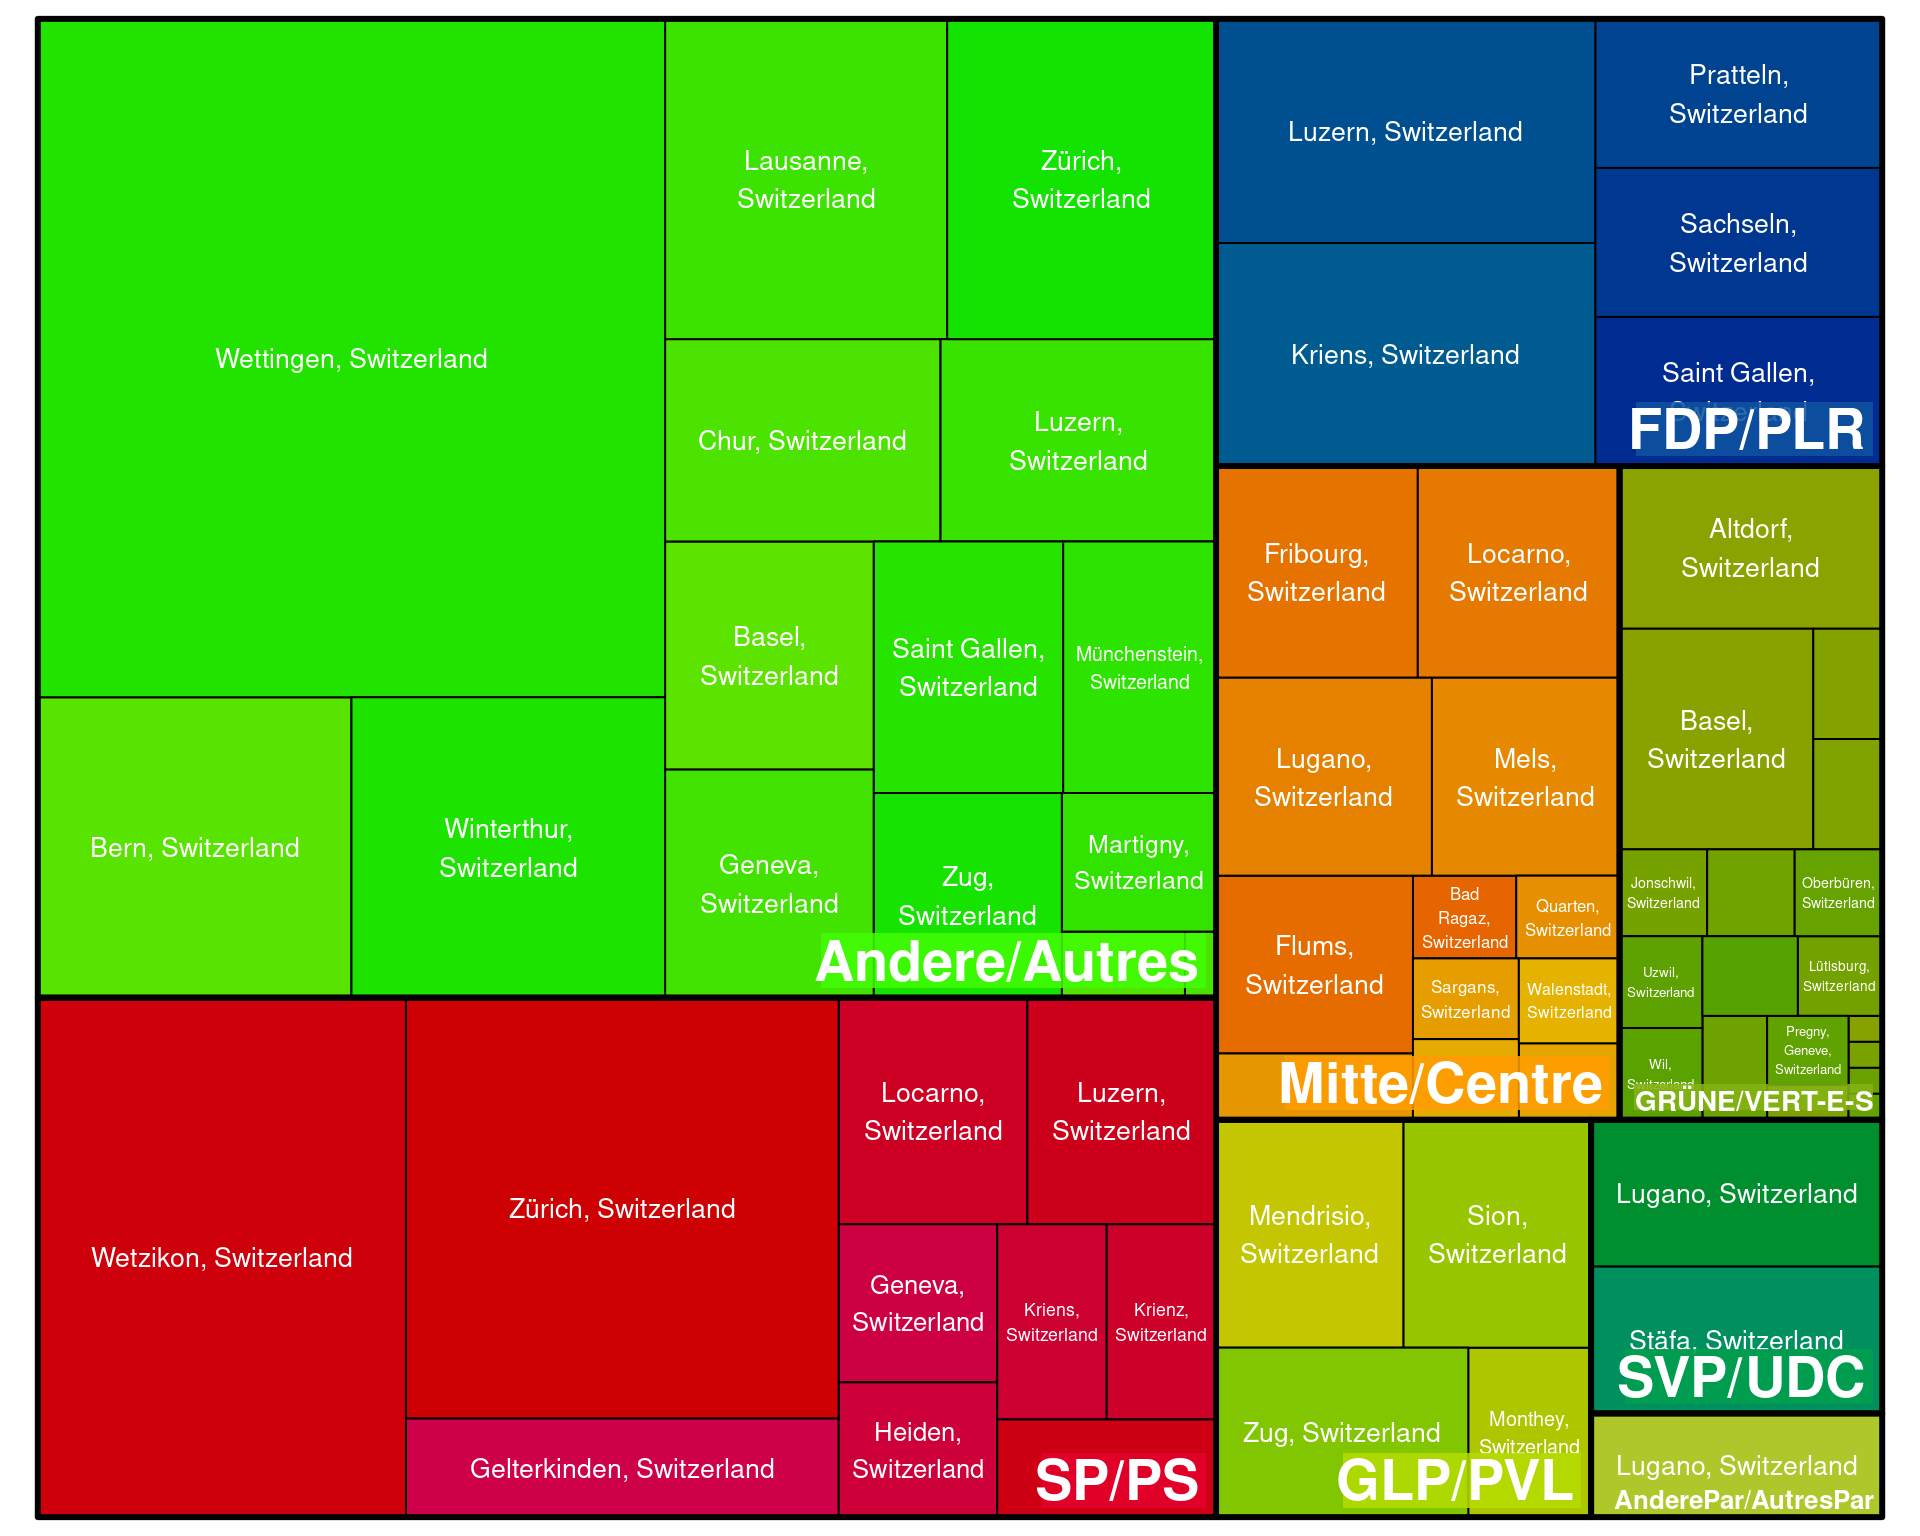 Wettingen, Switzerland
Lausanne,
Switzerland
Zürich,
Switzerland
Chur, Switzerland
Luzern,
Switzerland
Basel,
Switzerland
Saint Gallen,
Switzerland
Münchenstein,
Switzerland
Bern, Switzerland
Winterthur,
Switzerland
Geneva,
Switzerland
Zug,
Switzerland
Martigny,
Switzerland
Andere/Autres
Luzern, Switzerland
Pratteln,
Switzerland
Sachseln,
Switzerland
Kriens, Switzerland
Saint Gallen,
Switzerland
FDP/PLR
Fribourg,
Switzerland
Locarno,
Switzerland
Lugano,
Switzerland
Mels,
Switzerland
Flums,
Switzerland
Bad
Ragaz,
Switzerland
Quarten,
Switzerland
Sargans,
Switzerland
Walenstadt,
Switzerland
Mitte/Centre
Altdorf,
Switzerland
Basel,
Switzerland
Jonschwil,
Switzerland
Oberbüren,
Switzerland
Uzwil,
Switzerland
Lütisburg,
Switzerland
Pregny,
Geneve,
Switzerland
Wil,
Switzerland
GRÜNE/VERT-E-S
Wetzikon, Switzerland
Zürich, Switzerland
Gelterkinden, Switzerland
Locarno,
Switzerland
Luzern,
Switzerland
Geneva,
Switzerland
Kriens,
Switzerland
Krienz,
Switzerland
Heiden,
Switzerland
SP/PS
Mendrisio,
Switzerland
Sion,
Switzerland
Zug, Switzerland
Monthey,
Switzerland
GLP/PVL
Lugano, Switzerland
Stäfa, Switzerland
SVP/UDC
Lugano, Switzerland
AnderePar/AutresPar